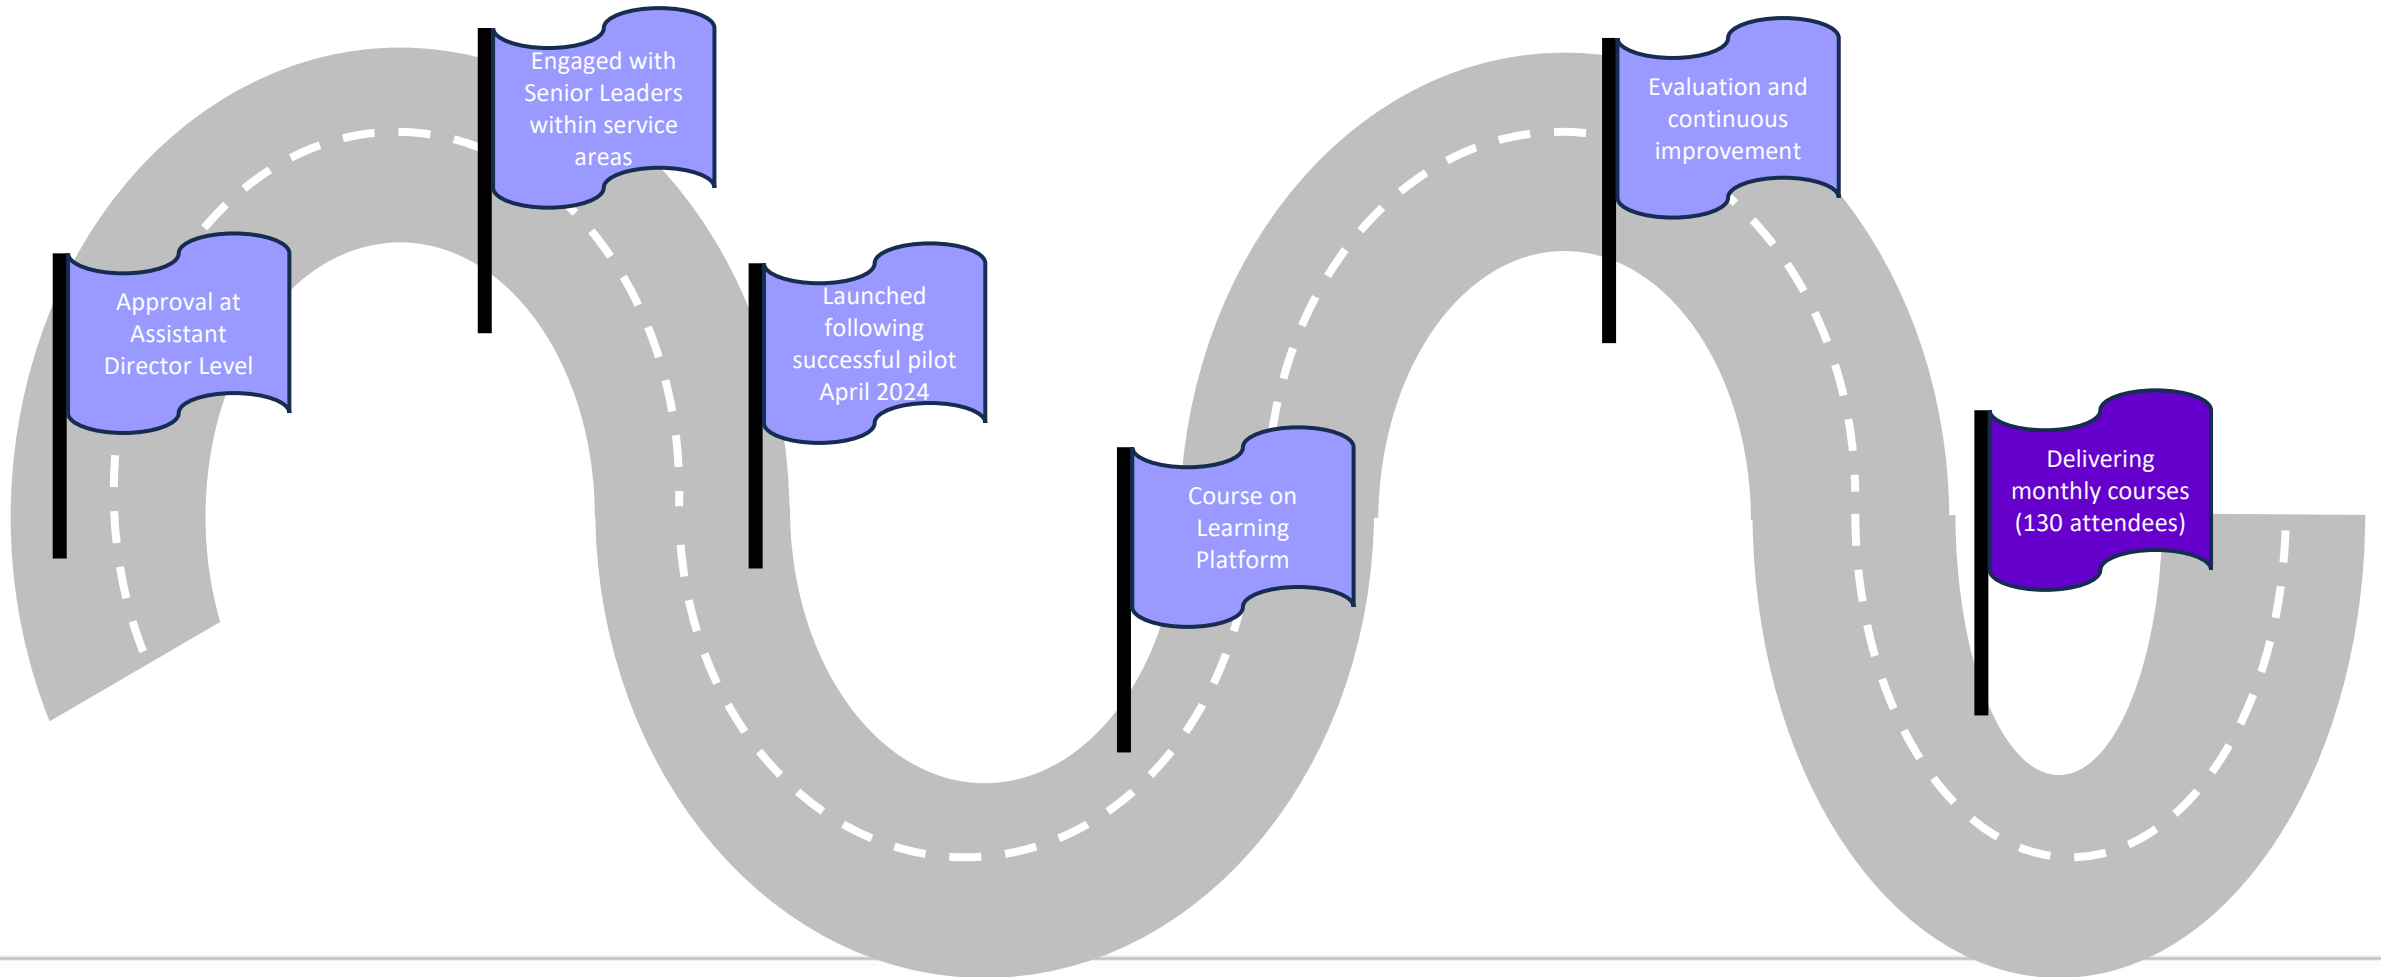 Approval at
Assistant
Director Level
Engaged with
Senior Leaders
within service
areas
Launched
following
successful pilot
April 2024
Course on
Learning
Platform
Evaluation and
continuous
improvement
Delivering
monthly courses
(130 attendees)